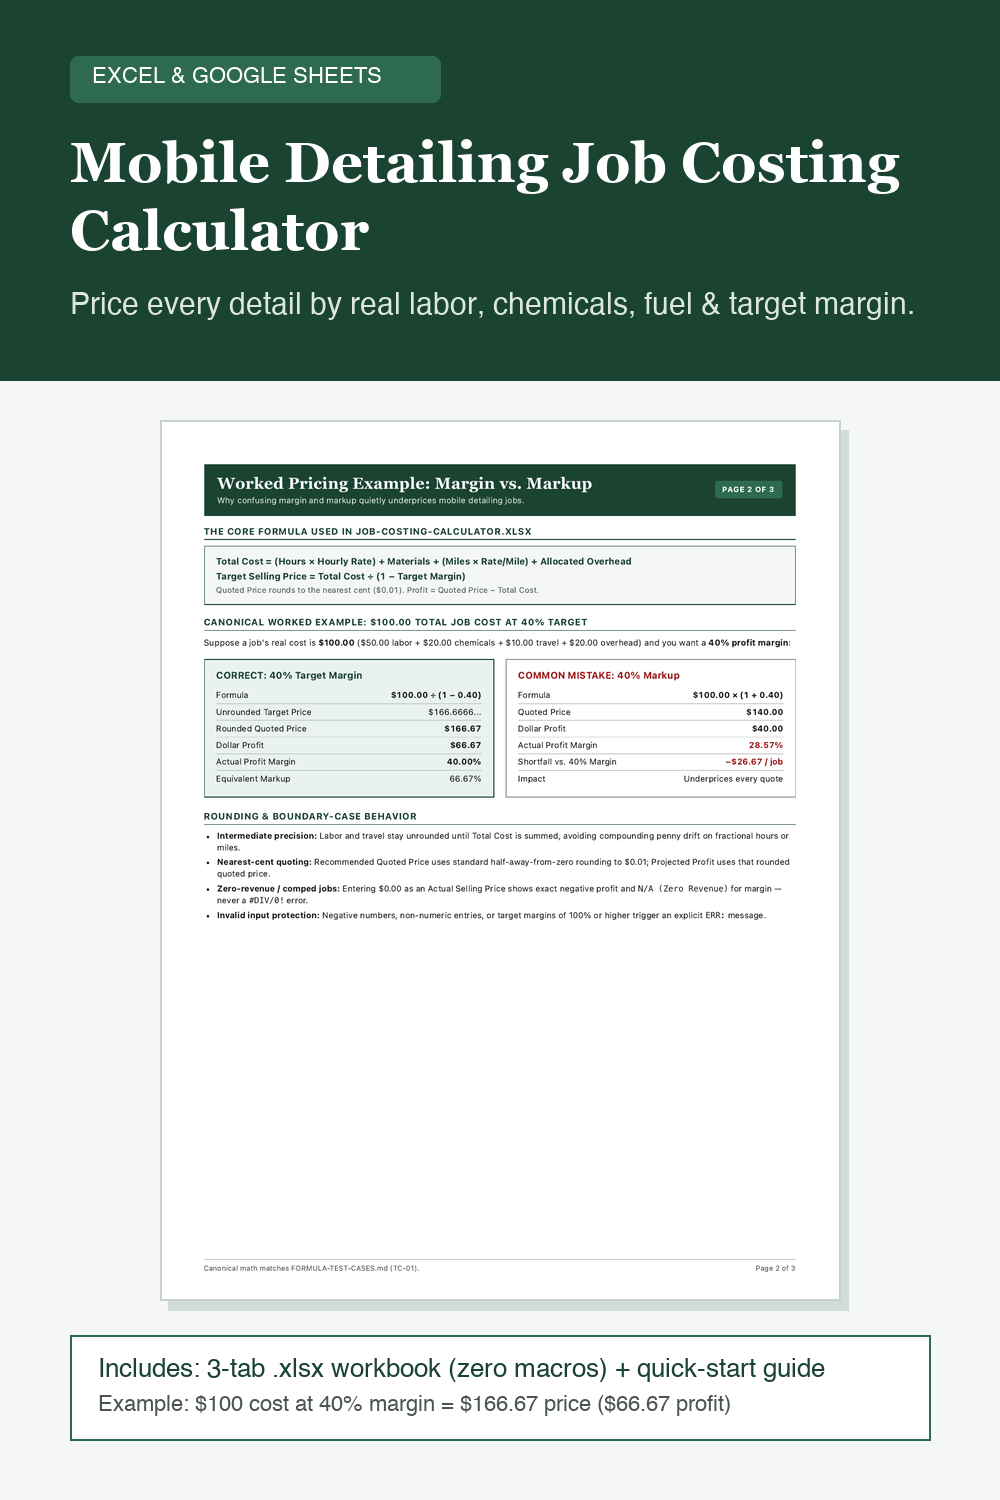 EXCEL & GOOGLE SHEETS
Mobile Detailing Job Costing
Calculator
Price every detail by real labor, chemicals, fuel & target margin.
Worked Pricing Example: Margin vs. Markup
Why confusing margin and markup quietly underprices mobile detailing jobs.
PAGE 2 OF 3
THE CORE FORMULA USED IN JOB-COSTING-CALCULATOR.XLSX
Total Cost = (Hours × Hourly Rate) + Materials + (Miles × Rate/Mile) + Allocated Overhead
Target Selling Price = Total Cost ÷ (1 − Target Margin)
Quoted Price rounds to the nearest cent ($0.01). Profit = Quoted Price − Total Cost.
CANONICAL WORKED EXAMPLE: $100.00 TOTAL JOB COST AT 40% TARGET
Suppose a job's real cost is $100.00 ($50.00 labor + $20.00 chemicals + $10.00 travel + $20.00 overhead) and you want a 40% profit margin:
CORRECT: 40% Target Margin
Formula $100.00 ÷ (1 − 0.40)
Unrounded Target Price $166.6666...
Rounded Quoted Price $166.67
Dollar Profit $66.67
Actual Profit Margin 40.00%
Equivalent Markup 66.67%
COMMON MISTAKE: 40% Markup
Formula $100.00 × (1 + 0.40)
Quoted Price $140.00
Dollar Profit $40.00
Actual Profit Margin 28.57%
Shortfall vs. 40% Margin −$26.67 / job
Impact Underprices every quote
ROUNDING & BOUNDARY-CASE BEHAVIOR
• Intermediate precision: Labor and travel stay unrounded until Total Cost is summed, avoiding compounding penny drift on fractional hours or
miles.
• Nearest-cent quoting: Recommended Quoted Price uses standard half-away-from-zero rounding to $0.01; Projected Profit uses that rounded
quoted price.
• Zero-revenue / comped jobs: Entering $0.00 as an Actual Selling Price shows exact negative profit and N/A (Zero Revenue) for margin —
never a #DIV/0! error.
• Invalid input protection: Negative numbers, non-numeric entries, or target margins of 100% or higher trigger an explicit ERR: message.
Canonical math matches FORMULA-TEST-CASES.md (TC-01).
Page 2 of 3
Includes: 3-tab .xlsx workbook (zero macros) + quick-start guide
Example: $100 cost at 40% margin = $166.67 price ($66.67 profit)